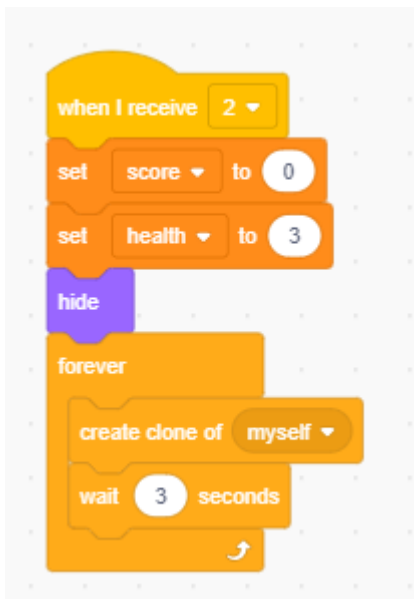 when I receive 2
set score to 0
set health to 3
hide
forever
create clone of myself
wait 3 seconds